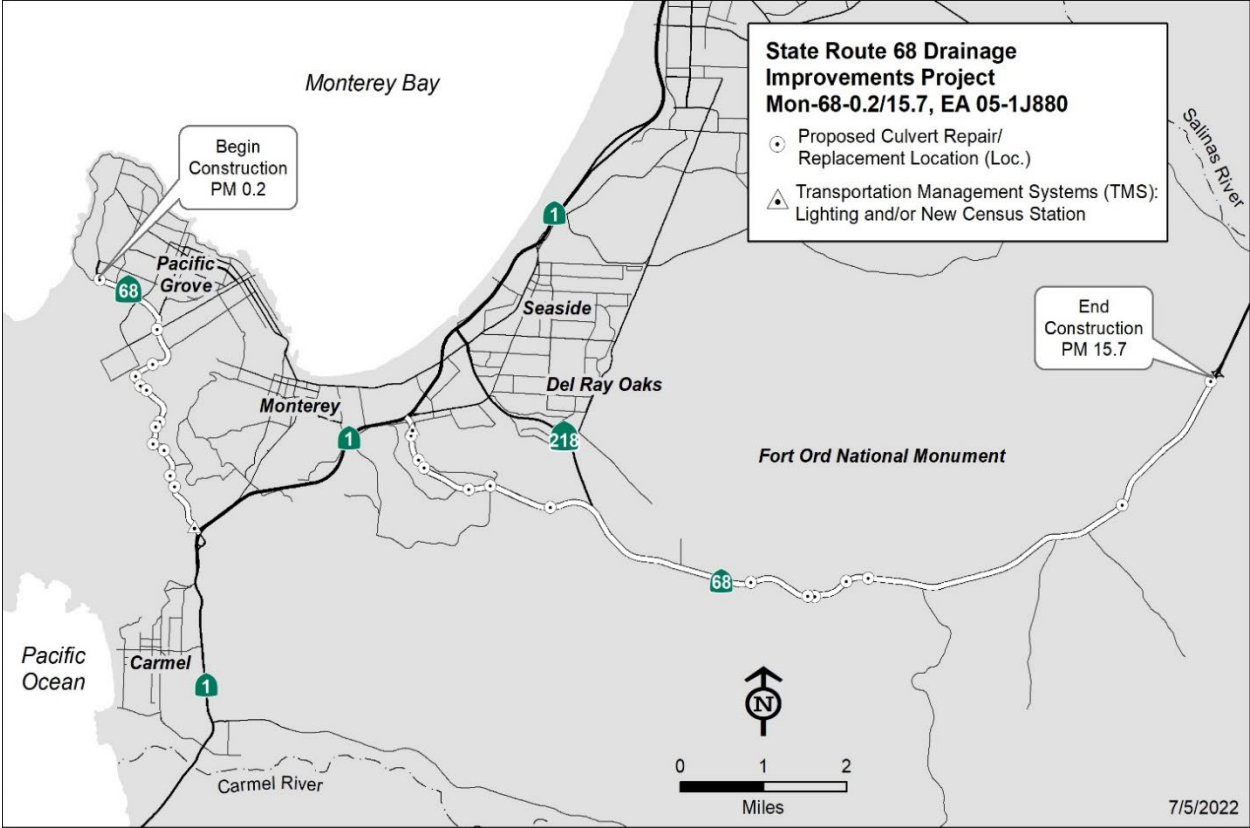 Monterey Bay
State Route 68 Drainage
Improvements Project
Mon-68-0.2/15.7, EA 05-1J880
Proposed Culvert Repair/
Replacement Location (Loc.)
Transportation Management Systems (TMS):
Lighting and/or New Census Station
Salinas River
Begin
Construction
PM 0.2
1
Pacific
Grove
68
Seaside
End
Construction
PM 15.7
Del Ray Oaks
Monterey
1
218
Fort Ord National Monument
68
Pacific
Ocean
Carmel
1
N
Carmel River
0 1 2
Miles
7/5/2022